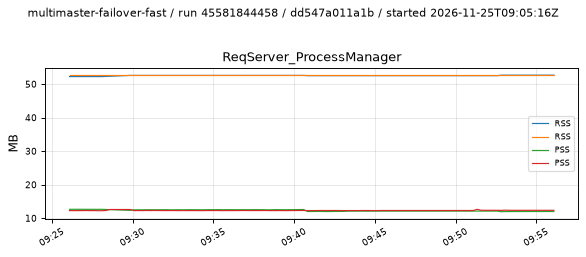 multimaster-failover-fast / run 45581844458 / dd547a011a1b / started 2026-11-25T09:05:16Z
ReqServer_ProcessManager
MB
50
40
30
20
10
RSS
RSS
PSS
PSS
09:25
09:30
09:35
09:40
09:45
09:50
09:55